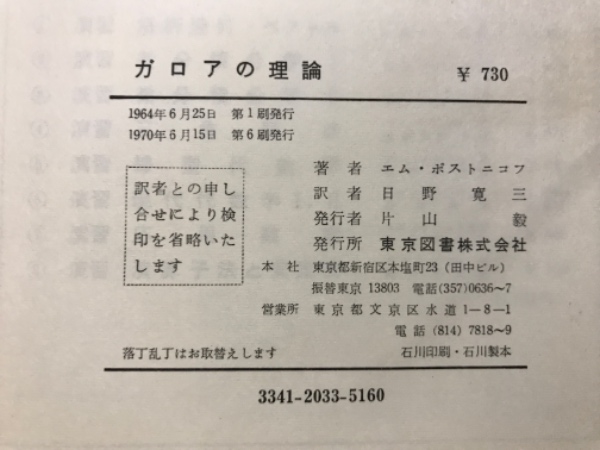 ガロアの理論 ¥ 730
1964年6月25日 第1刷発行
1970年6月15日 第6刷発行
訳者との申し
合せにより検
印を省略いた
します
著者 エム・ポストニコフ
訳者 日野寛三
発行者 片山毅
発行所 東京図書株式会社
本社 東京都新宿区本塩町23(田中ビル)
振替東京 13803 電話(357)0636~7
営業所 東京都文京区水道1-8-1
電話 (814) 7818~9
落丁乱丁はお取替えします 石川印刷・石川製本
3341-2033-5160